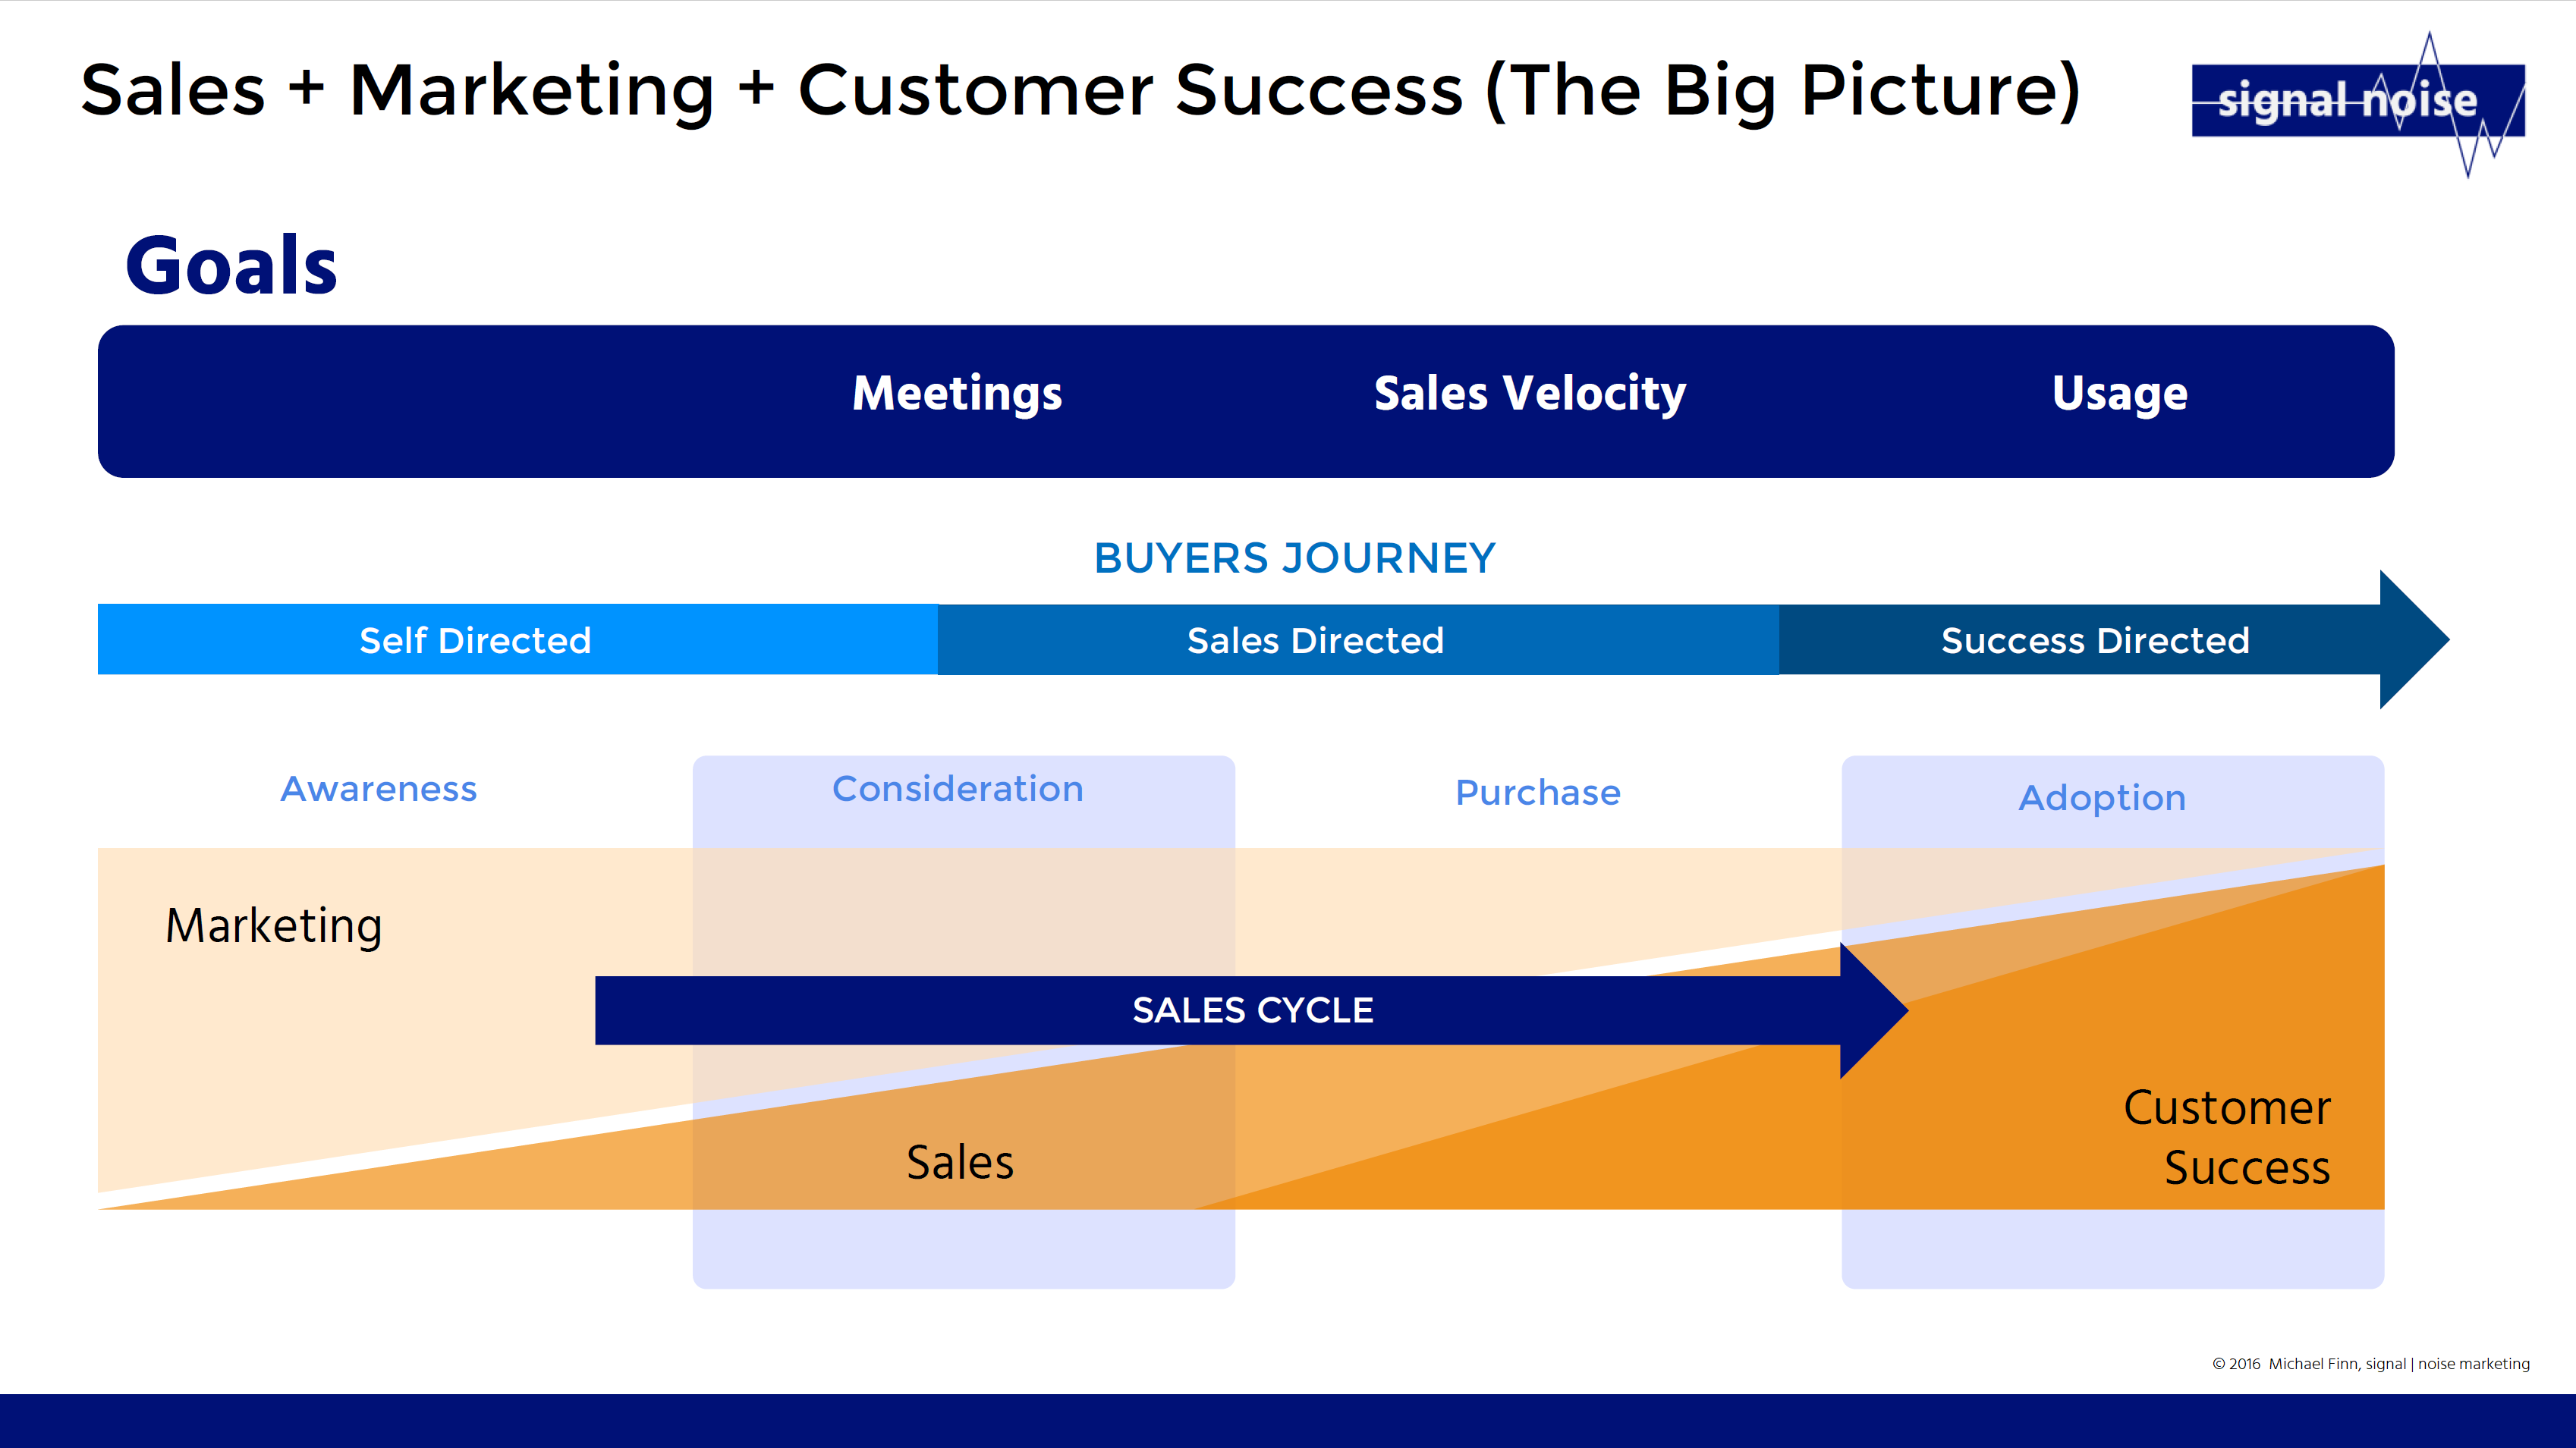 Sales + Marketing + Customer Success (The Big Picture)
signal noise
Goals
Meetings
Sales Velocity
Usage
BUYERS JOURNEY
Self Directed
Sales Directed
Success Directed
Awareness
Consideration
Purchase
Adoption
Marketing
SALES CYCLE
Sales
Customer
Success
© 2016 Michael Finn, signal | noise marketing